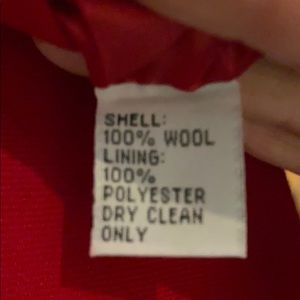 SHELL:
100% WOOL
LINING:
100%
POLYESTER
DRY CLEAN
ONLY